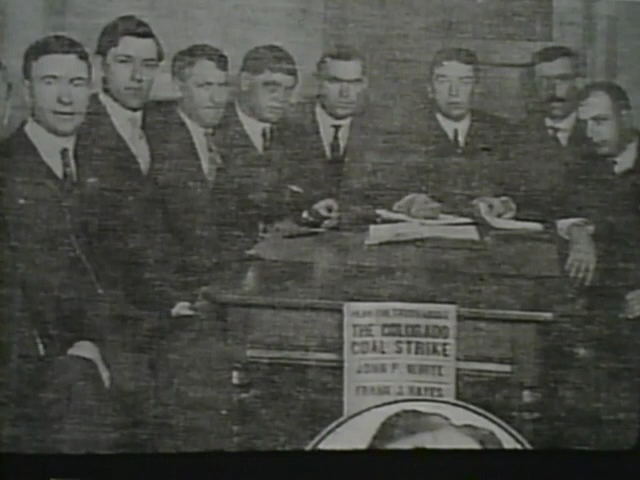 THE COLORADO
COAL STRIKE
JOHN P. WHITE
FRANK J. HAYES